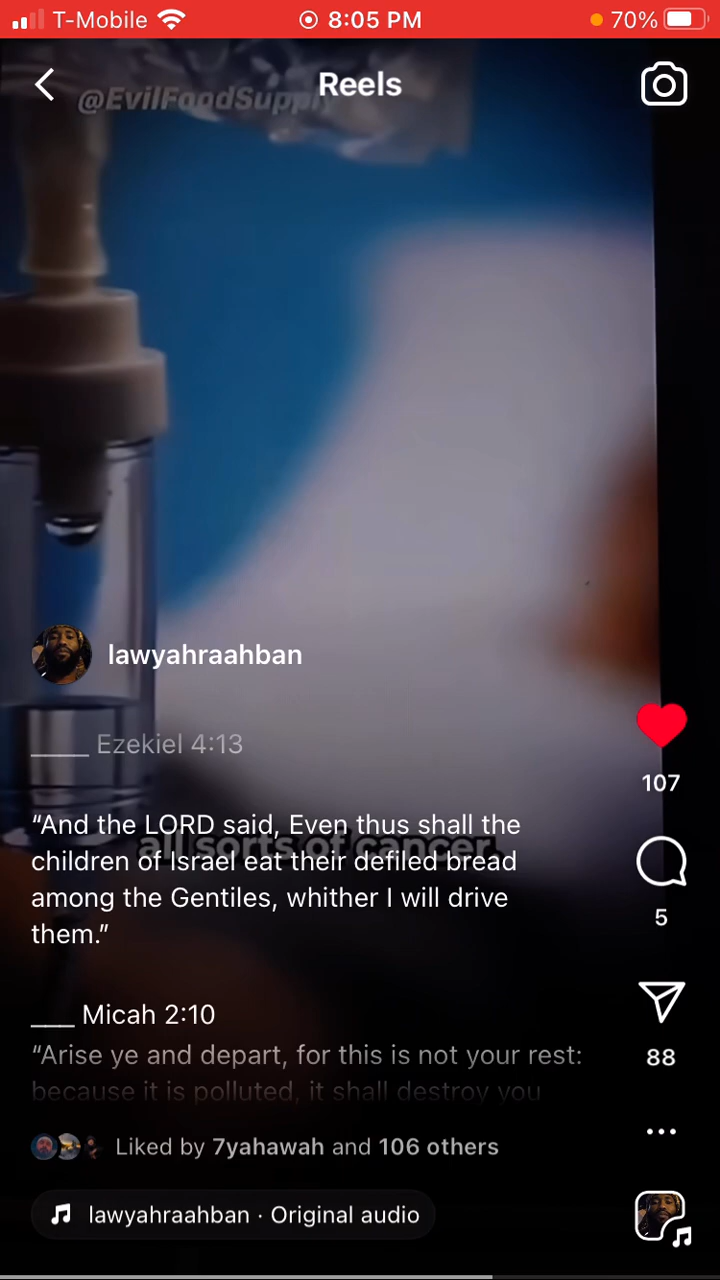 T-Mobile 8:05 PM 70%
@EvilFoodSupply
Reels
lawyahraahban
____ Ezekiel 4:13
“And the LORD said, Even thus shall the
all sorts of cancer
children of Israel eat their defiled bread
among the Gentiles, whither I will drive
them.”
___ Micah 2:10
“Arise ye and depart, for this is not your rest:
because it is polluted, it shall destroy you
107
5
88
Liked by 7yahawah and 106 others
lawyahraahban · Original audio